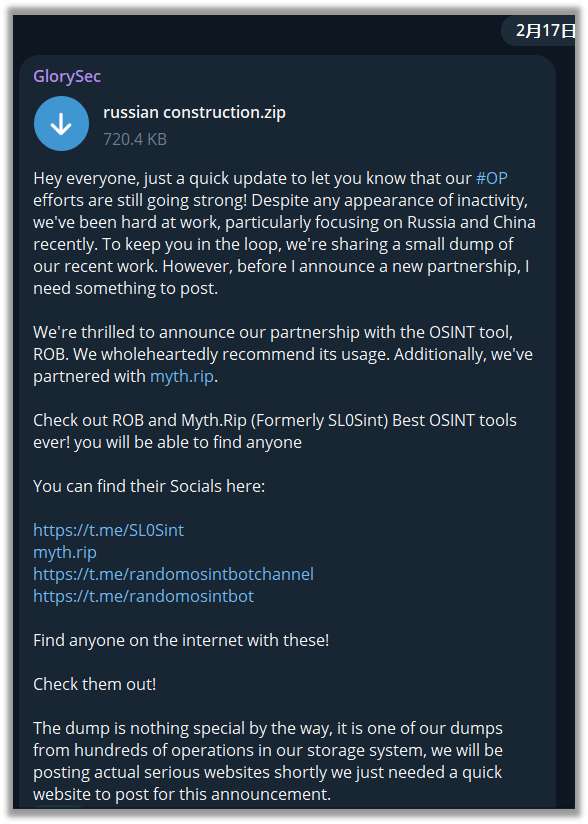 2月17日
GlorySec
russian construction.zip
720.4 KB
Hey everyone, just a quick update to let you know that our #OP
efforts are still going strong! Despite any appearance of inactivity,
we've been hard at work, particularly focusing on Russia and China
recently. To keep you in the loop, we're sharing a small dump of
our recent work. However, before I announce a new partnership, I
need something to post.
We're thrilled to announce our partnership with the OSINT tool,
ROB. We wholeheartedly recommend its usage. Additionally, we've
partnered with myth.rip.
Check out ROB and Myth.Rip (Formerly SL0Sint) Best OSINT tools
ever! you will be able to find anyone
You can find their Socials here:
https://t.me/SL0Sint
myth.rip
https://t.me/randomosintbotchannel
https://t.me/randomosintbot
Find anyone on the internet with these!
Check them out!
The dump is nothing special by the way, it is one of our dumps
from hundreds of operations in our storage system, we will be
posting actual serious websites shortly we just needed a quick
website to post for this announcement.